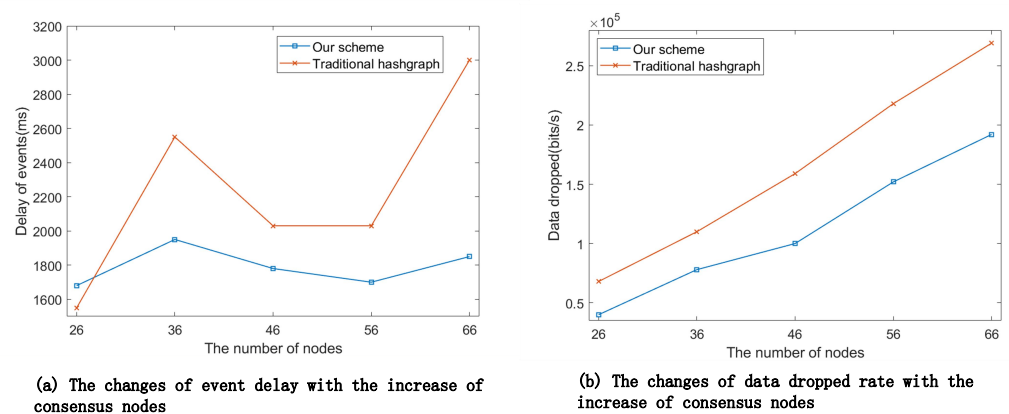 3200
3000
2800
2600
2400
2200
2000
1800
1600
Delay of events(ms)
Our scheme
Traditional hashgraph
26 36 46 56 66
The number of nodes
(a) The changes of event delay with the increase of
consensus nodes
×10⁵
2.5
2
1.5
1
0.5
Data dropped(bits/s)
Our scheme
Traditional hashgraph
26 36 46 56 66
The number of nodes
(b) The changes of data dropped rate with the
increase of consensus nodes